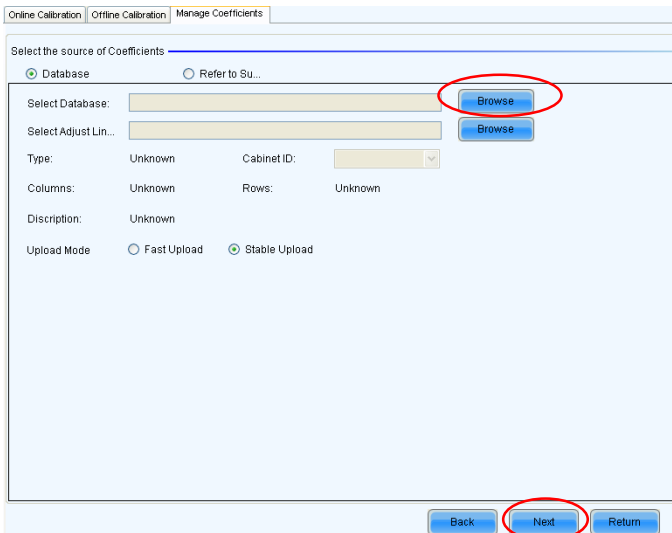 Online Calibration Offline Calibration Manage Coefficients
Select the source of Coefficients
Database Refer to Su...
Select Database: Browse
Select Adjust Lin... Browse
Type: Unknown Cabinet ID:
Columns: Unknown Rows: Unknown
Discription: Unknown
Upload Mode Fast Upload Stable Upload
Back Next Return